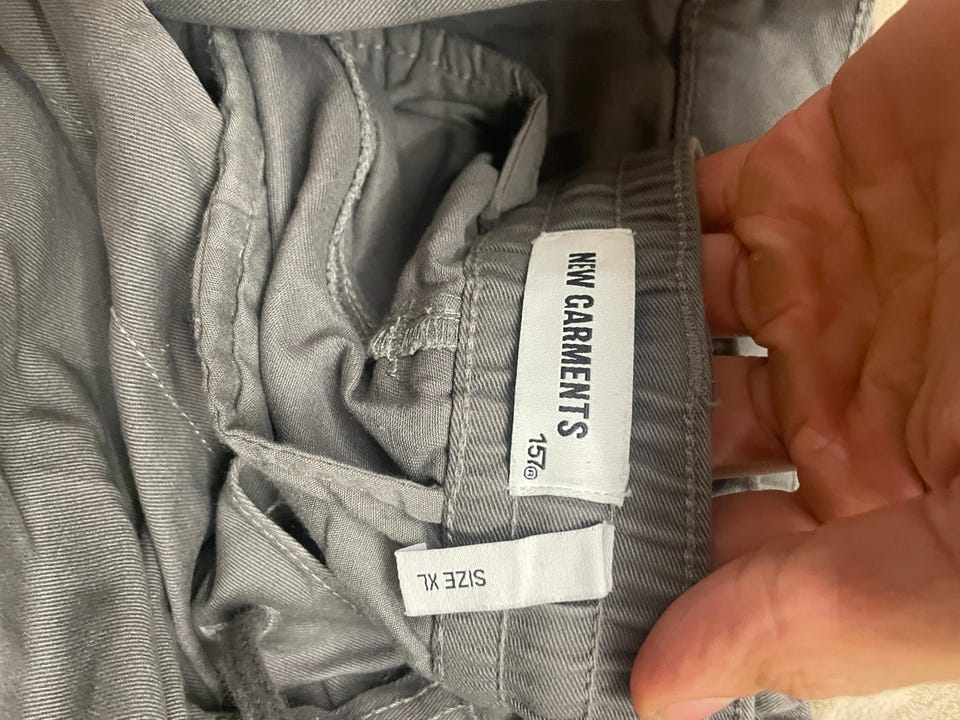 NEW GARMENTS
157®
SIZE XL